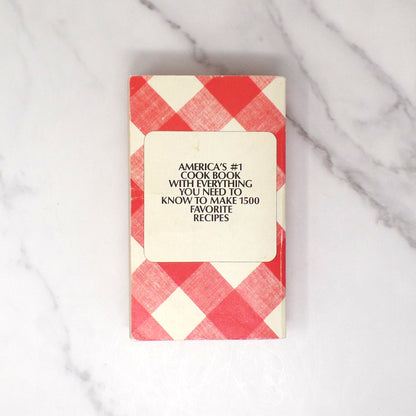 AMERICA'S #1
COOK BOOK
WITH EVERYTHING
YOU NEED TO
KNOW TO MAKE 1500
FAVORITE
RECIPES